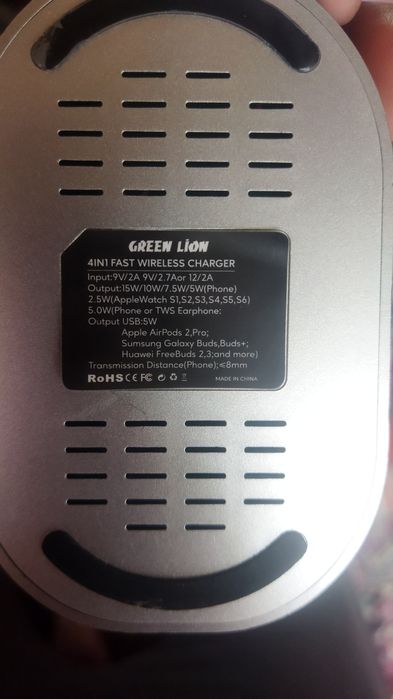 GREEN LION
4IN1 FAST WIRELESS CHARGER
Input:9V/2A 9V/2.7Aor 12/2A
Output:15W/10W/7.5W/5W(Phone)
2.5W(AppleWatch S1,S2,S3,S4,S5,S6)
5.0W(Phone or TWS Earphone:
Output USB:5W
Apple AirPods 2,Pro;
Sumsung Galaxy Buds,Buds+;
Huawei FreeBuds 2,3;and more)
Transmission Distance(Phone);≤8mm
RoHS CE FC MADE IN CHINA